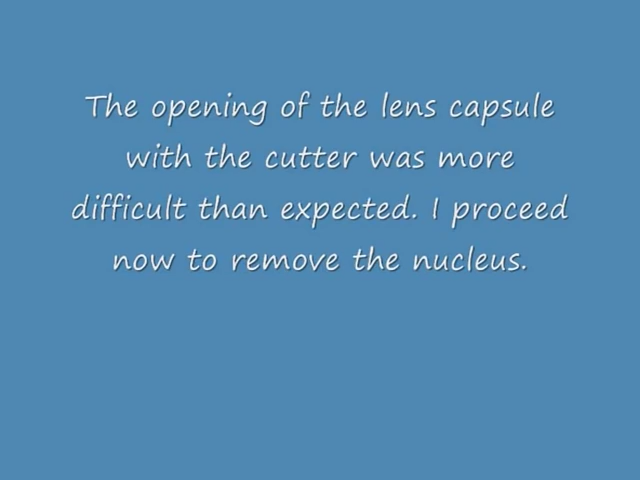 The opening of the lens capsule
with the cutter was more
difficult than expected. I proceed
now to remove the nucleus.